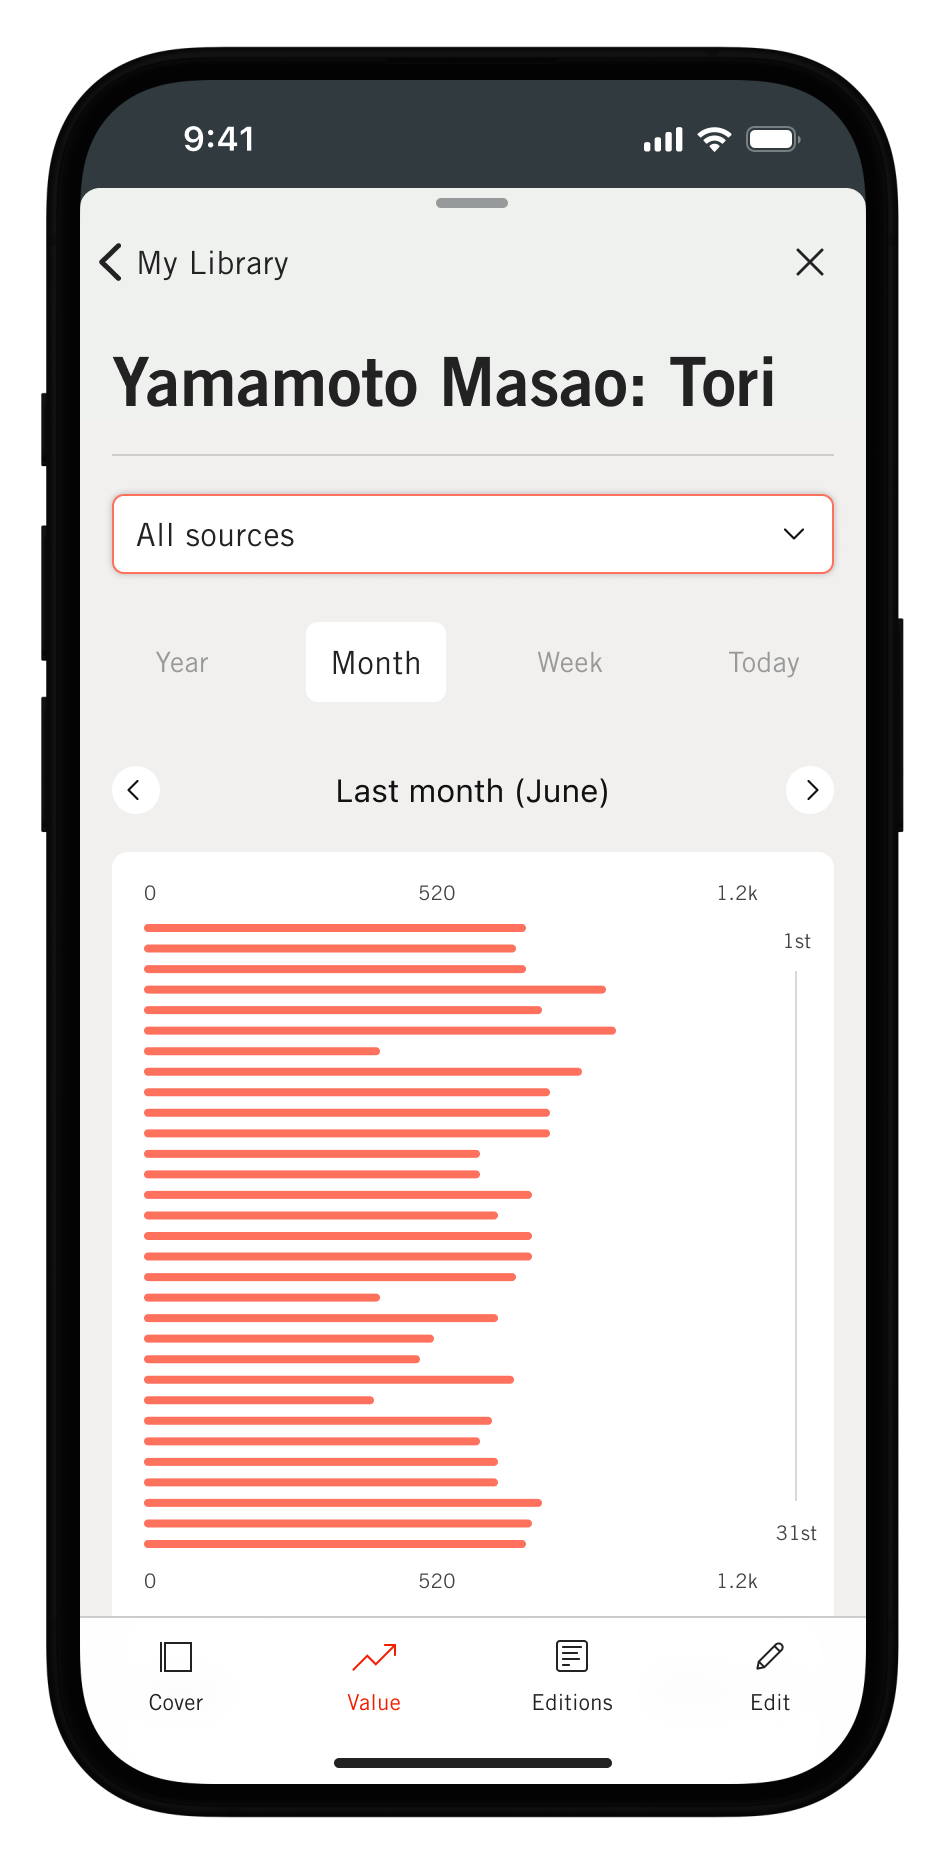 9:41
My Library
Yamamoto Masao: Tori
All sources
Year Month Week Today
Last month (June)
0 520 1.2k
1st
31st
0 520 1.2k
Cover Value Editions Edit